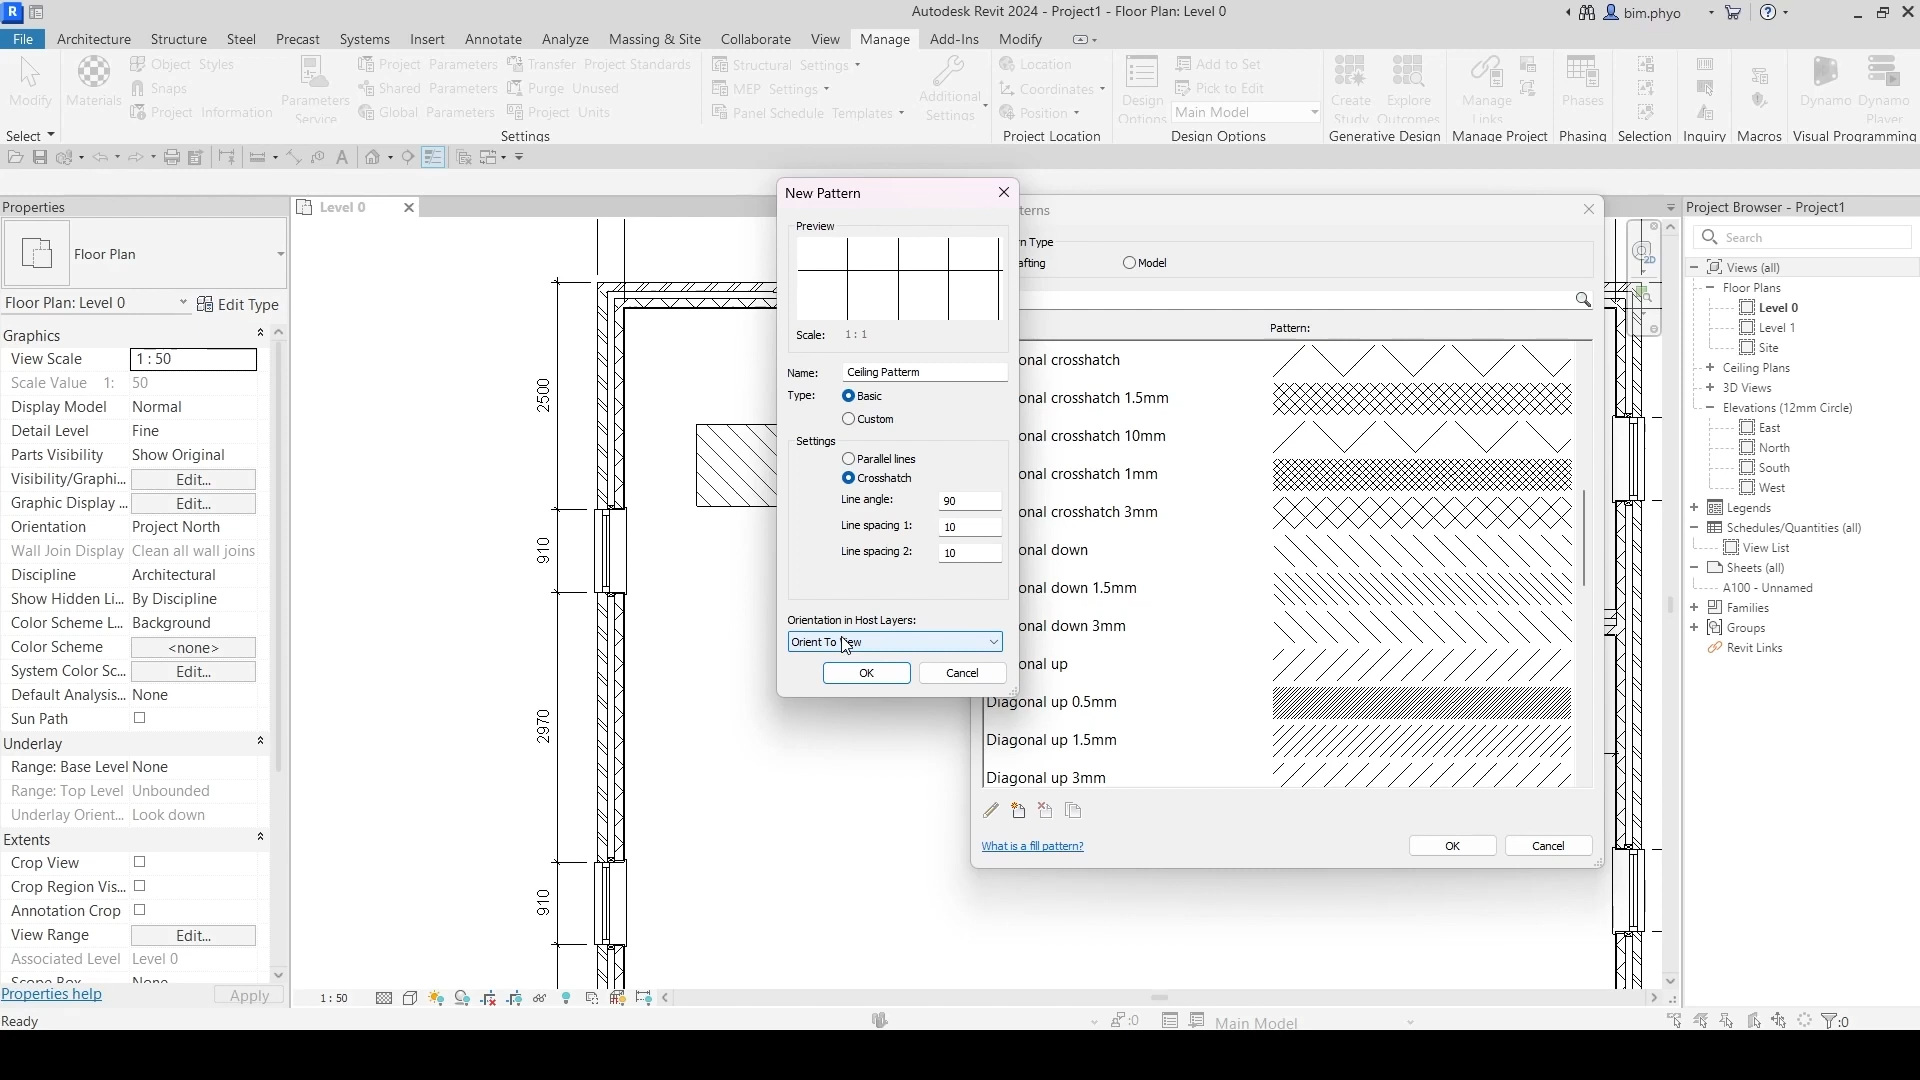 R
Autodesk Revit 2024 - Project1 - Floor Plan: Level 0
bim.phyo
File Architecture Structure Steel Precast Systems Insert Annotate Analyze Massing & Site Collaborate View Manage Add-Ins Modify
Modify
Materials
Object Styles
Snaps
Project Information
Parameters
Service
Project Parameters
Shared Parameters
Global Parameters
Transfer Project Standards
Purge Unused
Project Units
Structural Settings
MEP Settings
Panel Schedule Templates
Additional
Settings
Location
Coordinates
Position
Design
Options
Add to Set
Pick to Edit
Main Model
Create
Study
Explore
Outcomes
Manage
Links
Phases
Dynamo
Dynamo
Player
Select
Settings
Project Location
Design Options
Generative Design
Manage Project
Phasing
Selection
Inquiry
Macros
Visual Programming
Properties
Floor Plan
Floor Plan: Level 0
Edit Type
Graphics
View Scale 1 : 50
Scale Value 1: 50
Display Model Normal
Detail Level Fine
Parts Visibility Show Original
Visibility/Graphi... Edit...
Graphic Display ... Edit...
Orientation Project North
Wall Join Display Clean all wall joins
Discipline Architectural
Show Hidden Li... By Discipline
Color Scheme L... Background
Color Scheme <none>
System Color Sc... Edit...
Default Analysis... None
Sun Path
Underlay
Range: Base Level None
Range: Top Level Unbounded
Underlay Orient... Look down
Extents
Crop View
Crop Region Vis...
Annotation Crop
View Range Edit...
Associated Level Level 0
Scope Box None
Properties help
Apply
Ready
Level 0
2500
910
2970
910
1 : 50
New Pattern
Preview
Scale: 1 : 1
Name: Ceiling Patterm
Type: Basic
Custom
Settings
Parallel lines
Crosshatch
Line angle: 90
Line spacing 1: 10
Line spacing 2: 10
Orientation in Host Layers:
Orient To View
OK
Cancel
terns
rn Type
afting
Model
Pattern:
onal crosshatch
onal crosshatch 1.5mm
onal crosshatch 10mm
onal crosshatch 1mm
onal crosshatch 3mm
onal down
onal down 1.5mm
onal down 3mm
onal up
Diagonal up 0.5mm
Diagonal up 1.5mm
Diagonal up 3mm
What is a fill pattern?
OK
Cancel
2D
Project Browser - Project1
Search
Views (all)
Floor Plans
Level 0
Level 1
Site
Ceiling Plans
3D Views
Elevations (12mm Circle)
East
North
South
West
Legends
Schedules/Quantities (all)
View List
Sheets (all)
A100 - Unnamed
Families
Groups
Revit Links
:0
Main Model
:0